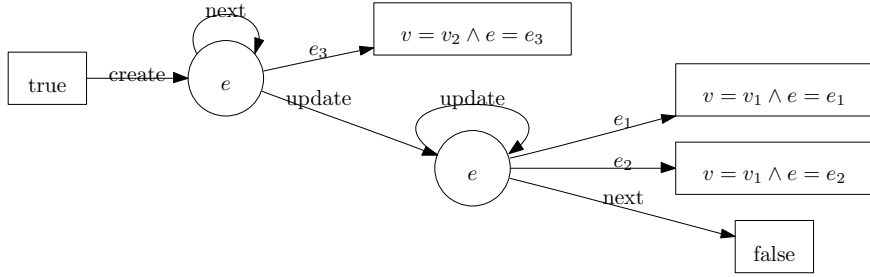 next
v = v₂ ∧ e = e₃
e₃
true
create
e
update
update
v = v₁ ∧ e = e₁
e₁
e
e₂
v = v₁ ∧ e = e₂
next
false